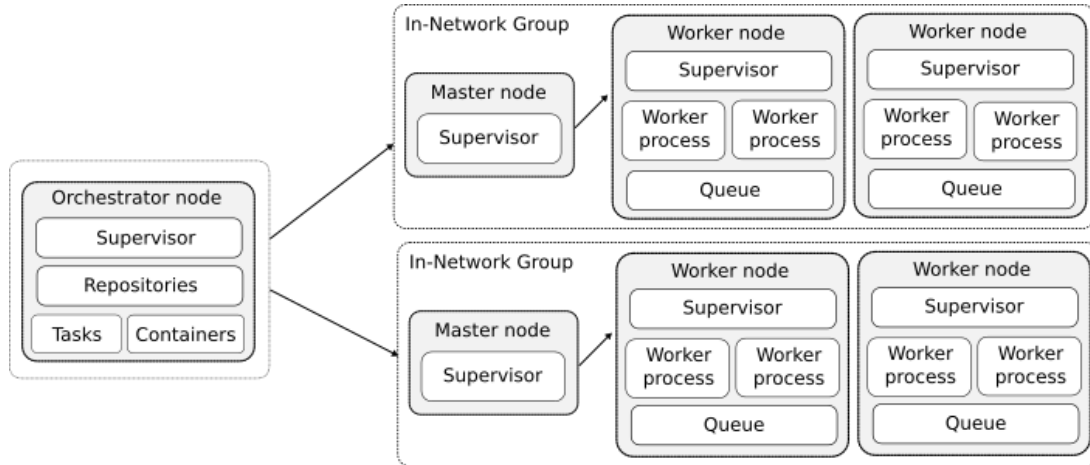 Orchestrator node
Supervisor
Repositories
Tasks
Containers
In-Network Group
Master node
Supervisor
Worker node
Supervisor
Worker
process
Worker
process
Queue
Worker node
Supervisor
Worker
process
Worker
process
Queue
In-Network Group
Master node
Supervisor
Worker node
Supervisor
Worker
process
Worker
process
Queue
Worker node
Supervisor
Worker
process
Worker
process
Queue